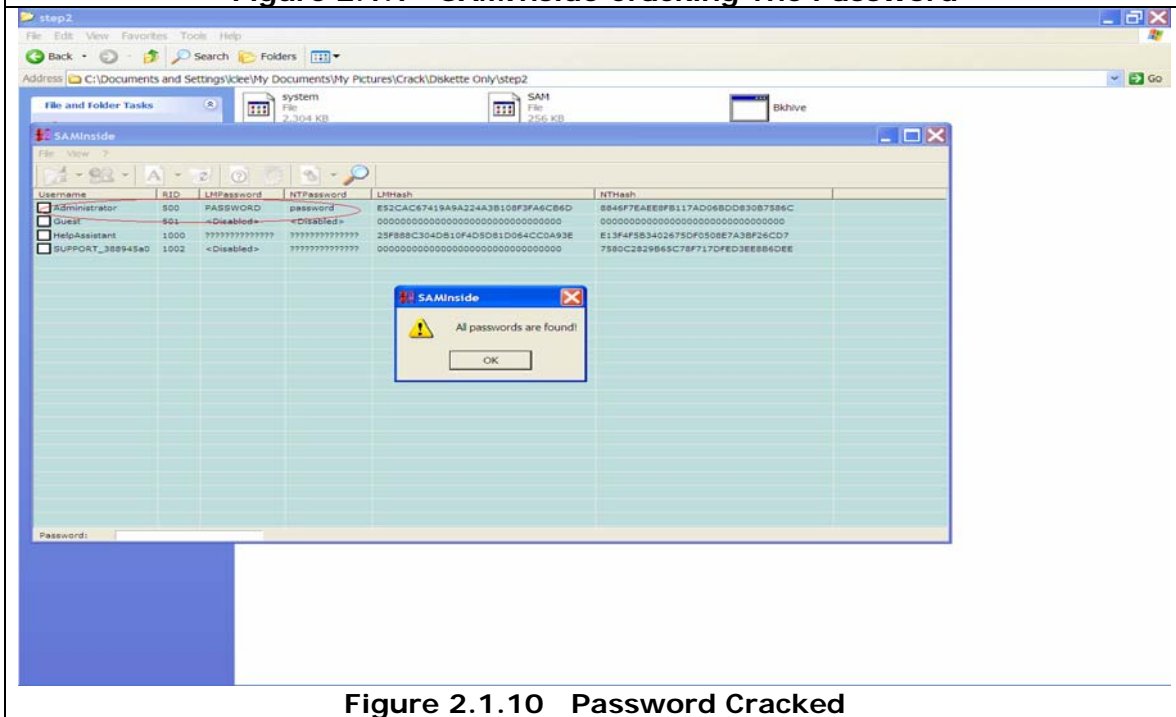 Figure 2.1.9 SAMInside Cracking The Password
step2
File Edit View Favorites Tools Help
Back Search Folders
Address C:\Documents and Settings\klee\My Documents\My Pictures\Crack\Diskette Only\step2 Go
File and Folder Tasks
system
File
2,304 KB
SAM
File
256 KB
Bkhive
SAMInside
File View ?
Username RID LMPassword NTPassword LMHash NTHash
Administrator 500 PASSWORD password E52CAC67419A9A224A3B108F3FA6CB6D 8846F7EAEE8FB117AD06BDD830B7586C
Guest 501 <Disabled> <Disabled> 00000000000000000000000000000000 00000000000000000000000000000000
HelpAssistant 1000 ?????????????? ?????????????? 25F888C304DB10F4D5D81D064CC0A93E E13F4F5B3402675DF0508E7A3BF26CD7
SUPPORT_388945a0 1002 <Disabled> ?????????????? 00000000000000000000000000000000 7580C2829B65C78F717DFED3EE8B6DEE
SAMInside
All passwords are found!
OK
Password:
Figure 2.1.10 Password Cracked